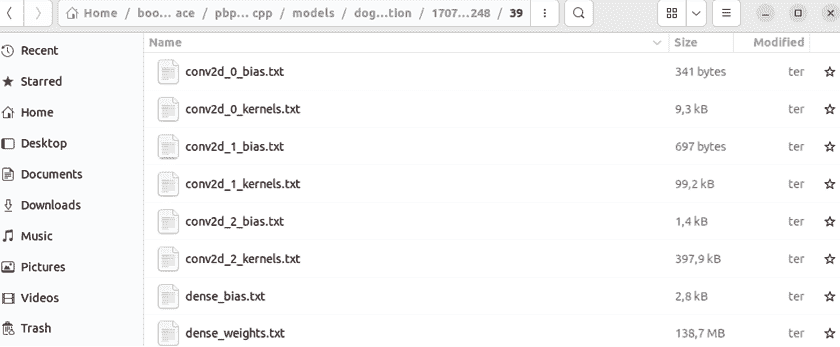 Home / boo... ace / pbp... cpp / models / dog...tion / 1707...248 / 39
Name Size Modified
Recent
Starred
Home
Desktop
Documents
Downloads
Music
Pictures
Videos
Trash
conv2d_0_bias.txt 341 bytes ter
conv2d_0_kernels.txt 9,3 kB ter
conv2d_1_bias.txt 697 bytes ter
conv2d_1_kernels.txt 99,2 kB ter
conv2d_2_bias.txt 1,4 kB ter
conv2d_2_kernels.txt 397,9 kB ter
dense_bias.txt 2,8 kB ter
dense_weights.txt 138,7 MB ter